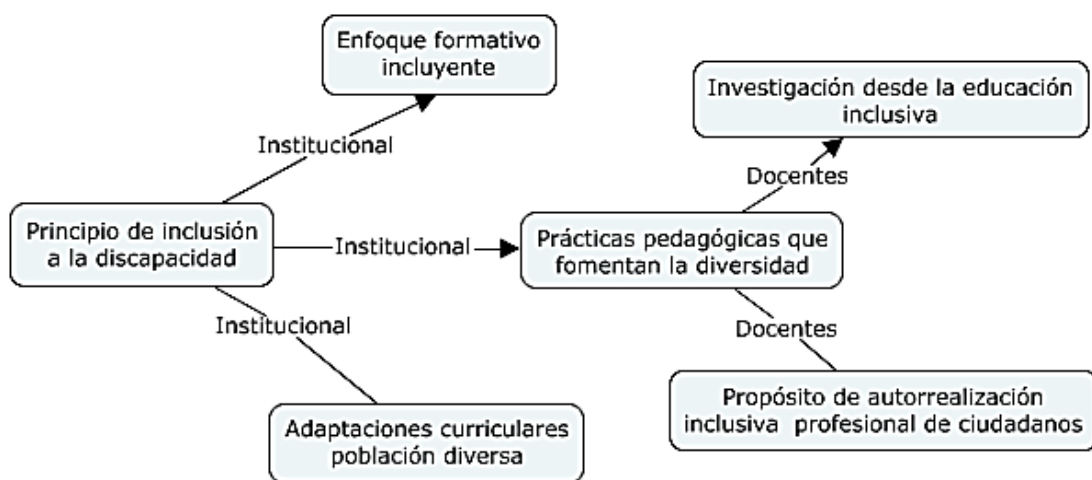 Enfoque formativo
incluyente
Investigación desde la educación
inclusiva
Institucional
Docentes
Principio de inclusión
a la discapacidad
Institucional
Prácticas pedagógicas que
fomentan la diversidad
Institucional
Docentes
Adaptaciones curriculares
población diversa
Propósito de autorrealización
inclusiva profesional de ciudadanos